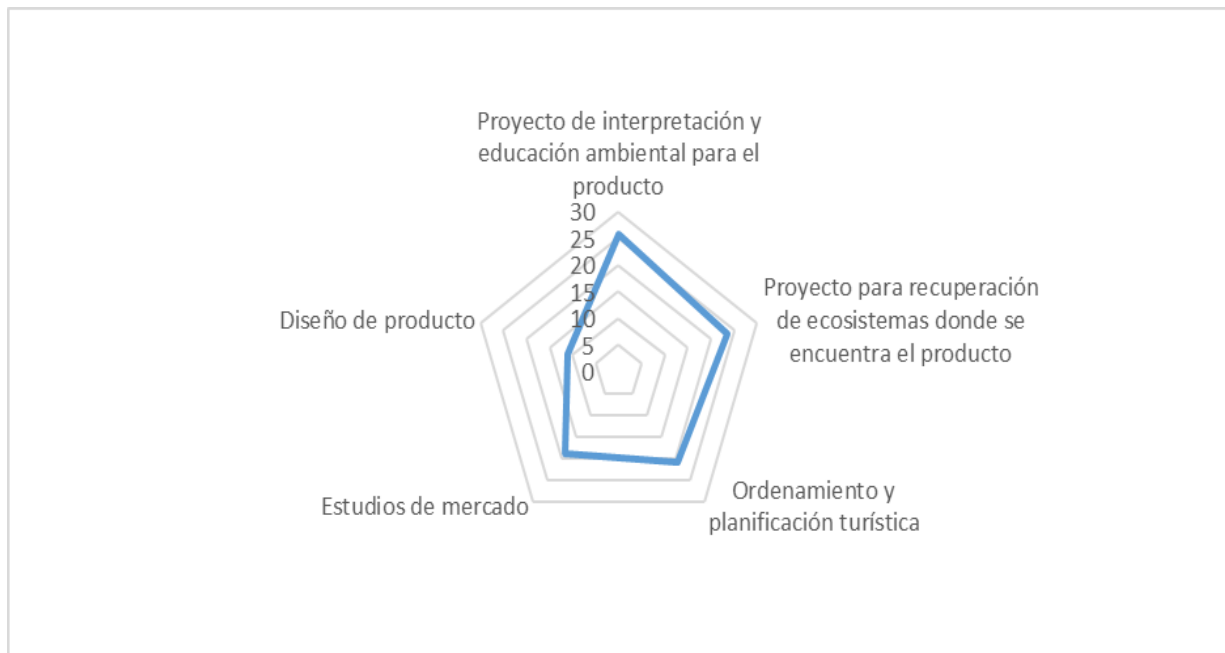 Proyecto de interpretación y
educación ambiental para el
producto
30
25
20
15
10
5
0
Proyecto para recuperación
de ecosistemas donde se
encuentra el producto
Ordenamiento y
planificación turística
Estudios de mercado
Diseño de producto